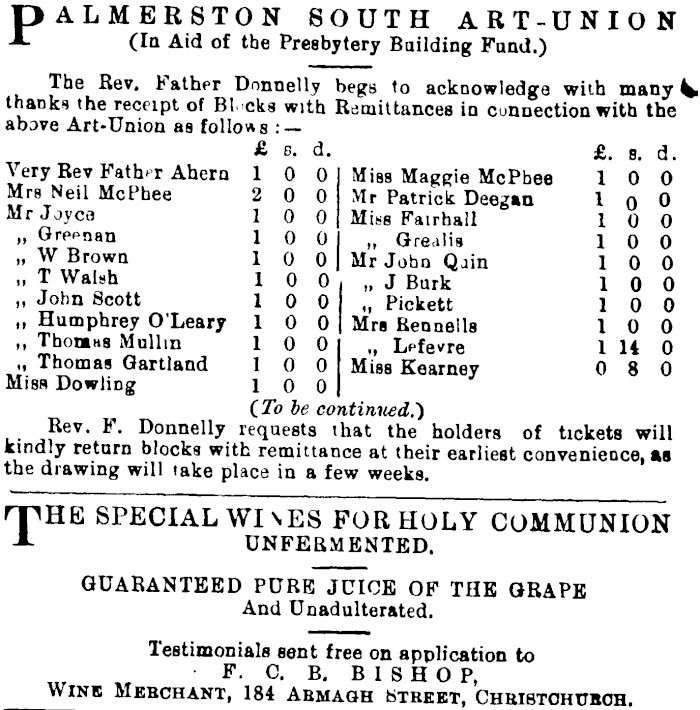 PALMERSTON SOUTH ART-UNION
(In Aid of the Presbytery Building Fund.)
The Rev. Father Donnelly begs to acknowledge with many
thanks the receipt of Blocks with Remittances in connection with the
above Art-Union as follows :—
£ s. d.
Very Rev Father Ahern 1 0 0
Mrs Neil McPhee 2 0 0
Mr Joyce 1 0 0
„ Greenan 1 0 0
„ W Brown 1 0 0
„ T Walsh 1 0 0
„ John Scott 1 0 0
„ Humphrey O'Leary 1 0 0
„ Thomas Mullin 1 0 0
„ Thomas Gartland 1 0 0
Miss Dowling 1 0 0
£. s. d.
Miss Maggie McPhee 1 0 0
Mr Patrick Deegan 1 0 0
Miss Fairhall 1 0 0
„ Grealis 1 0 0
Mr John Quin 1 0 0
„ J Burk 1 0 0
„ Pickett 1 0 0
Mrs Rennells 1 0 0
„ Lefevre 1 14 0
Miss Kearney 0 8 0
(To be continued.)
Rev. F. Donnelly requests that the holders of tickets will
kindly return blocks with remittance at their earliest convenience, as
the drawing will take place in a few weeks.
THE SPECIAL WINES FOR HOLY COMMUNION
UNFERMENTED.
GUARANTEED PURE JUICE OF THE GRAPE
And Unadulterated.
Testimonials sent free on application to
F. C. B. BISHOP,
WINE MERCHANT, 184 ARMAGH STREET, CHRISTCHURCH.